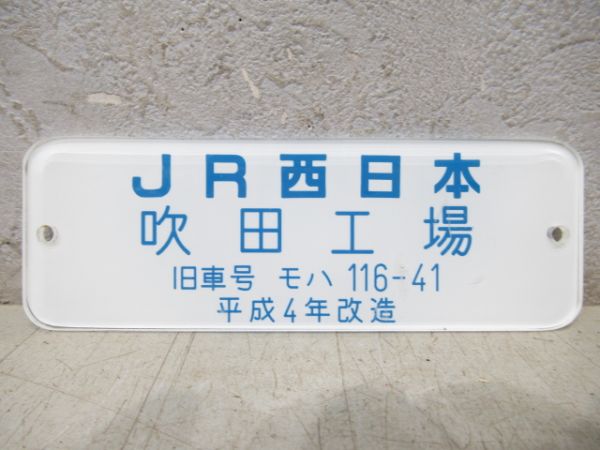 JR西日本
吹田工場
旧車号 モハ 116-41
平成4年改造